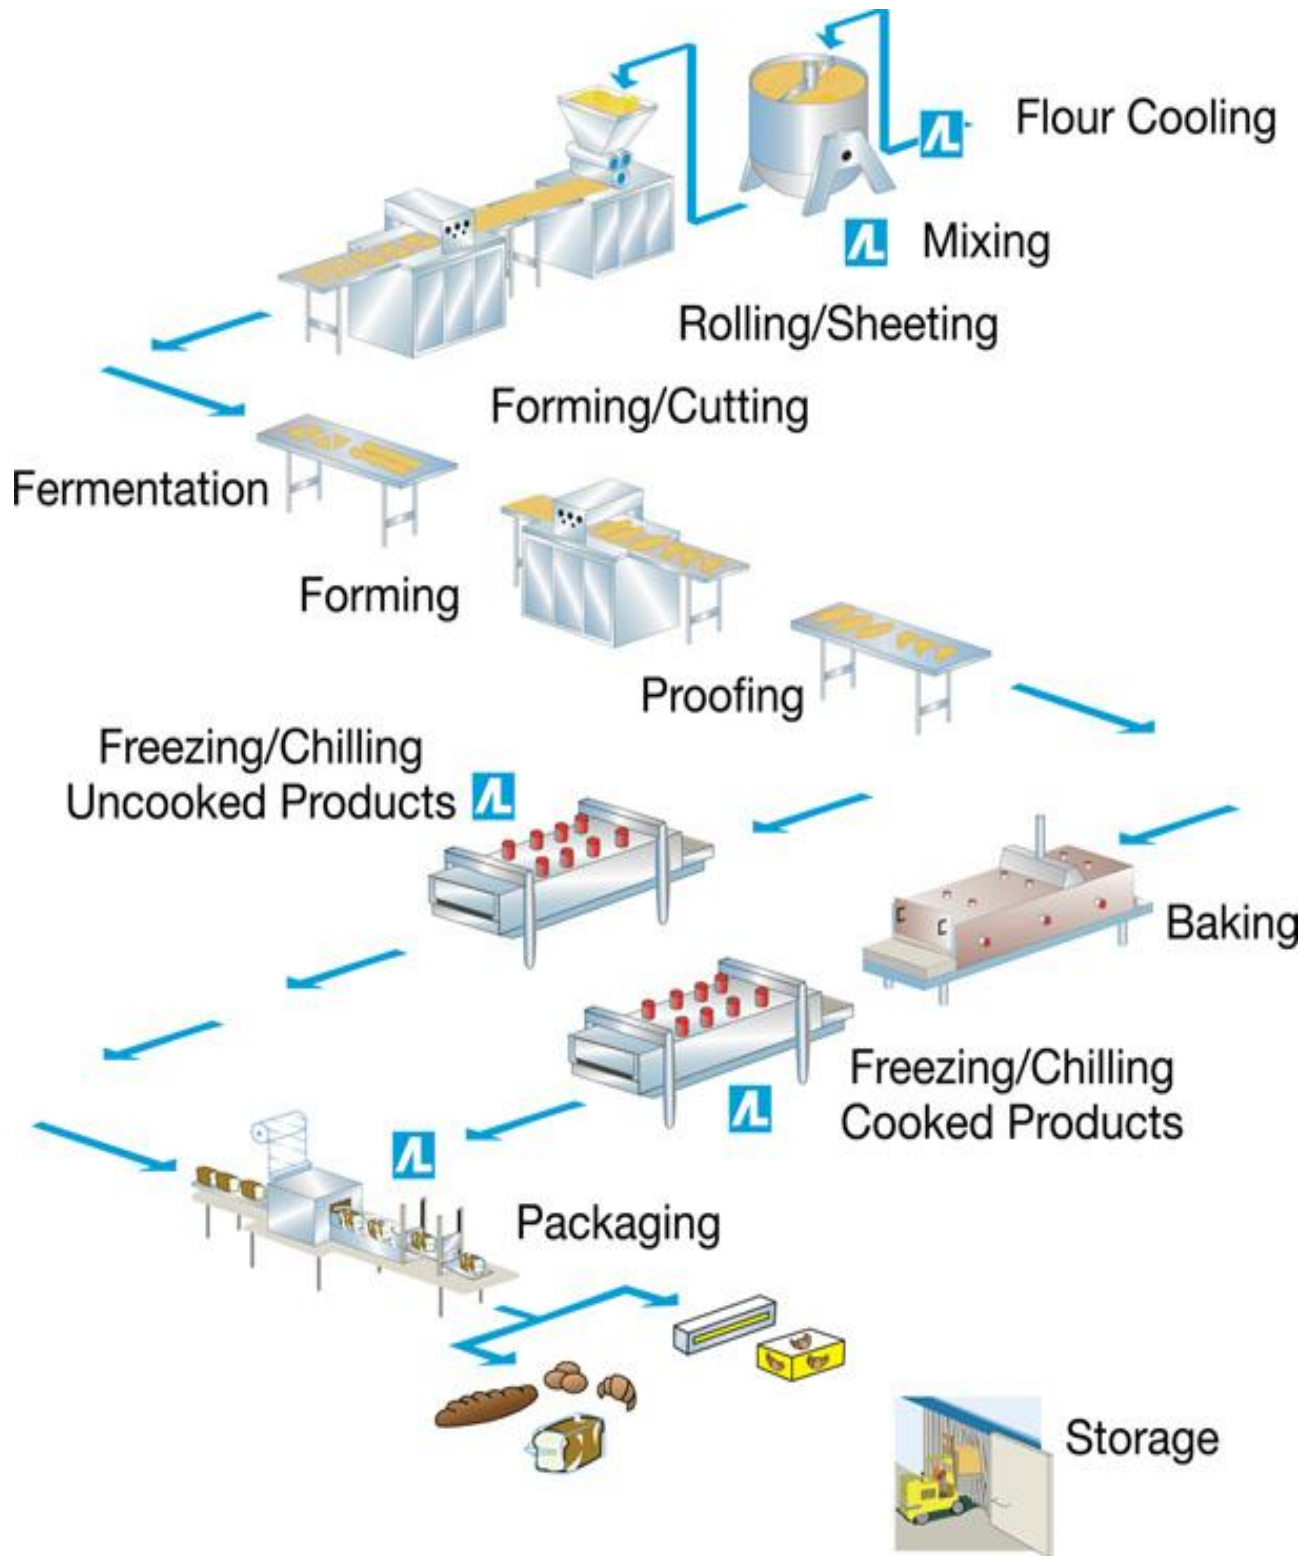 Flour Cooling
Mixing
Rolling/Sheeting
Forming/Cutting
Fermentation
Forming
Proofing
Freezing/Chilling
Uncooked Products
Baking
Freezing/Chilling
Cooked Products
Packaging
Storage